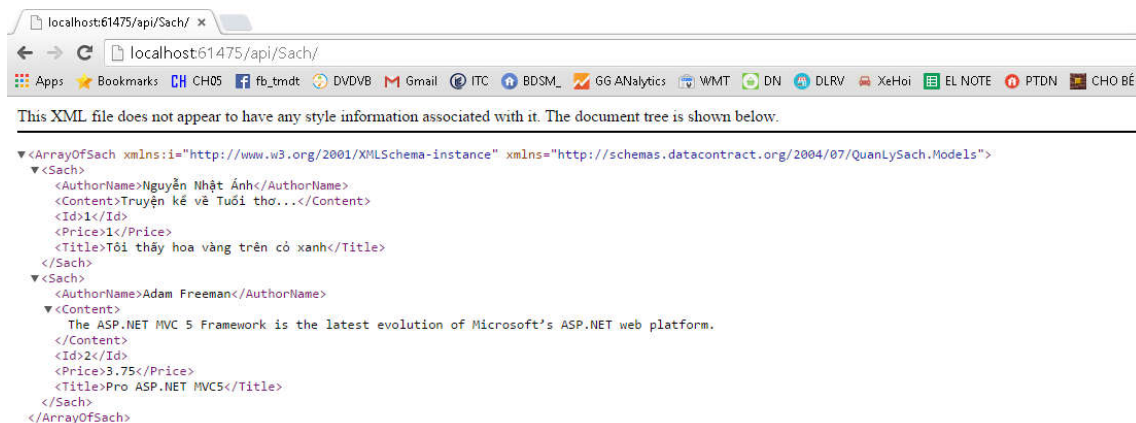 localhost:61475/api/Sach/
localhost:61475/api/Sach/
Apps Bookmarks CH CH05 fb_tmdt DVDVB Gmail ITC BDSM_ GG ANalytics WMT DN DLRV XeHoi EL NOTE PTDN CHO BÉ
This XML file does not appear to have any style information associated with it. The document tree is shown below.
▼<ArrayOfSach xmlns:i="http://www.w3.org/2001/XMLSchema-instance" xmlns="http://schemas.datacontract.org/2004/07/QuanLySach.Models">
▼<Sach>
<AuthorName>Nguyễn Nhật Ánh</AuthorName>
<Content>Truyện kể về Tuổi thơ...</Content>
<Id>1</Id>
<Price>1</Price>
<Title>Tôi thấy hoa vàng trên cỏ xanh</Title>
</Sach>
▼<Sach>
<AuthorName>Adam Freeman</AuthorName>
▼<Content>
The ASP.NET MVC 5 Framework is the latest evolution of Microsoft’s ASP.NET web platform.
</Content>
<Id>2</Id>
<Price>3.75</Price>
<Title>Pro ASP.NET MVC5</Title>
</Sach>
</ArrayOfSach>